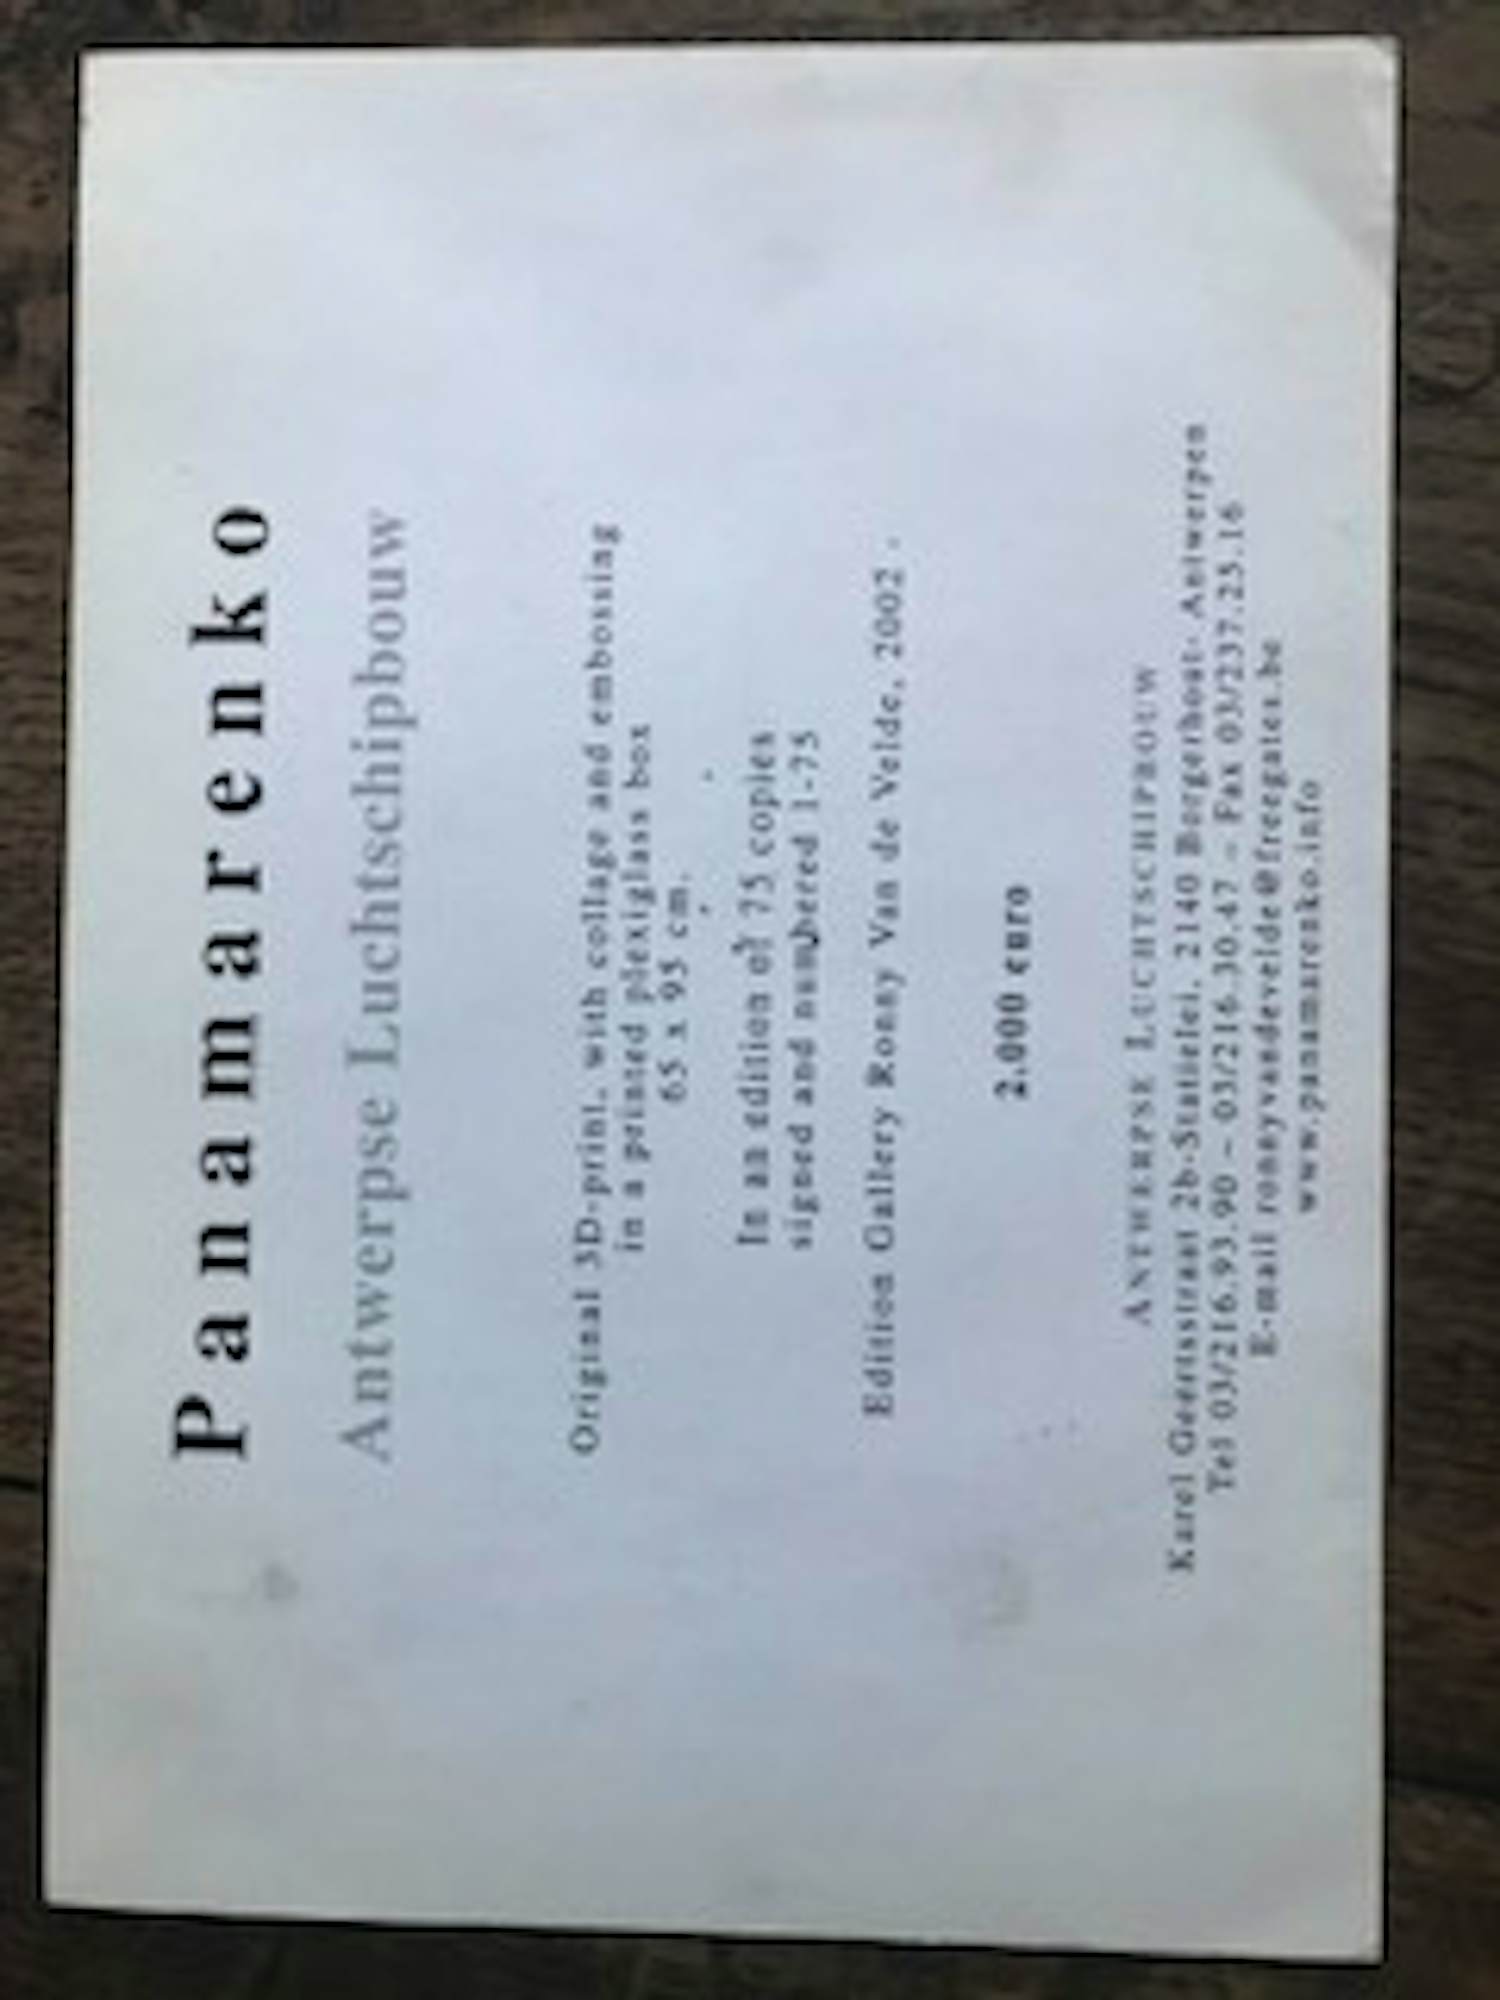 Panamarenko
Antwerpse Luchtschipbouw
Original 3D-print, with collage and embossing
in a printed plexiglass box
65 x 95 cm.
In an edition of 75 copies
signed and numbered 1-75
Edition Gallery Ronny Van de Velde, 2002 .
2.000 euro
ANTWERPSE LUCHTSCHIPBOUW
Karel Geertsstraat 2b-Statielei, 2140 Borgerhout- Antwerpen
Tel 03/216.93.90 – 03/216.30.47 – Fax 03/237.25.16
E-mail ronnyvandevelde@freegates.be
www.panamarenko.info